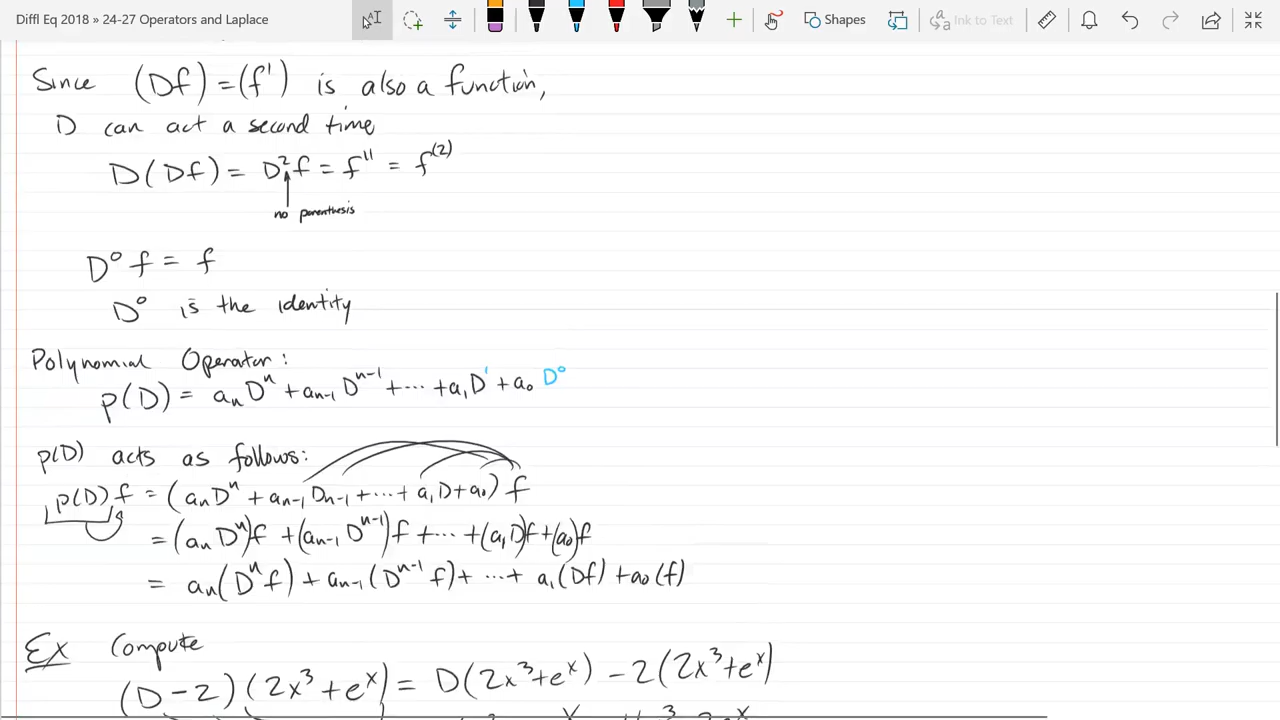 Diffl Eq 2018 » 24-27 Operators and Laplace
Shapes
Ink to Text
Since (Df) = (f') is also a function,
D can act a second time
D(Df) = D²f = f'' = f⁽²⁾
no parenthesis
D⁰ f = f
D⁰ is the identity
Polynomial Operator:
p(D) = aₙDⁿ + aₙ₋₁Dⁿ⁻¹ + ... + a₁D¹ + a₀ D⁰
p(D) acts as follows:
p(D)f = (aₙDⁿ + aₙ₋₁Dₙ₋₁ + ... + a₁D + a₀) f
= (aₙDⁿ)f + (aₙ₋₁Dⁿ⁻¹)f + ... + (a₁D)f + (a₀)f
= aₙ(Dⁿf) + aₙ₋₁(Dⁿ⁻¹f) + ... + a₁(Df) + a₀(f)
Ex Compute
(D-2)(2x³+eˣ) = D(2x³+eˣ) - 2(2x³+eˣ)